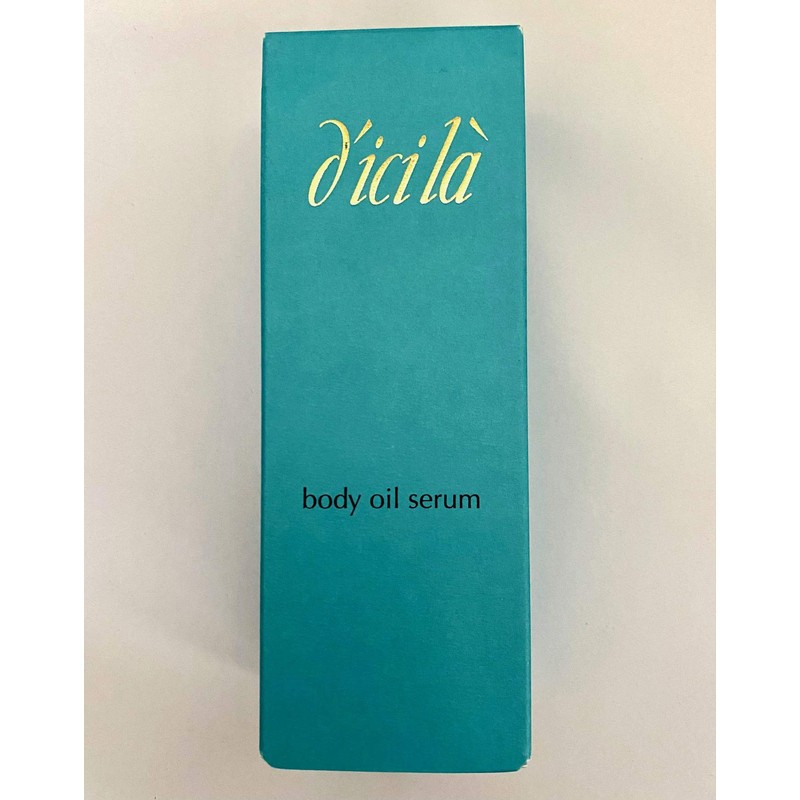 d'ici là
body oil serum